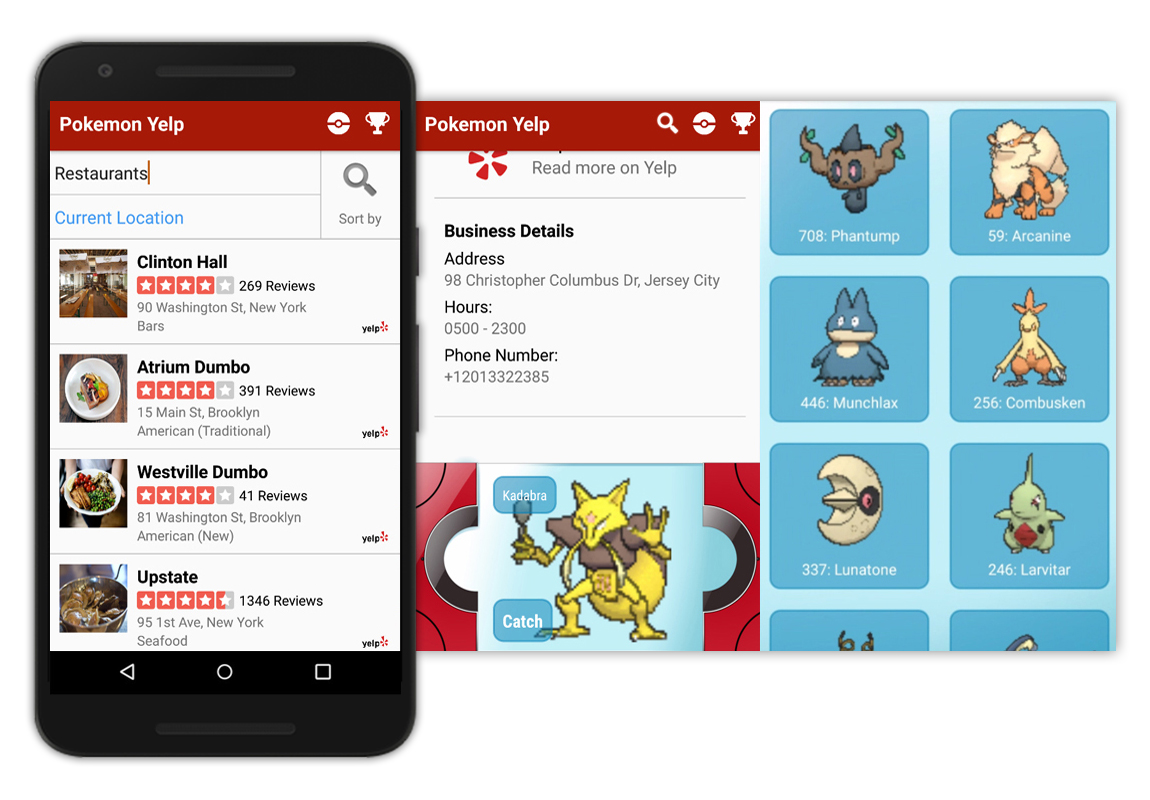 Pokemon Yelp
Restaurants
Current Location
Sort by
Clinton Hall
269 Reviews
90 Washington St, New York
Bars
yelp
Atrium Dumbo
391 Reviews
15 Main St, Brooklyn
American (Traditional)
yelp
Westville Dumbo
41 Reviews
81 Washington St, Brooklyn
American (New)
yelp
Upstate
1346 Reviews
95 1st Ave, New York
Seafood
yelp
Pokemon Yelp
Read more on Yelp
Business Details
Address
98 Christopher Columbus Dr, Jersey City
Hours:
0500 - 2300
Phone Number:
+12013322385
Kadabra
Catch
708: Phantump
59: Arcanine
446: Munchlax
256: Combusken
337: Lunatone
246: Larvitar